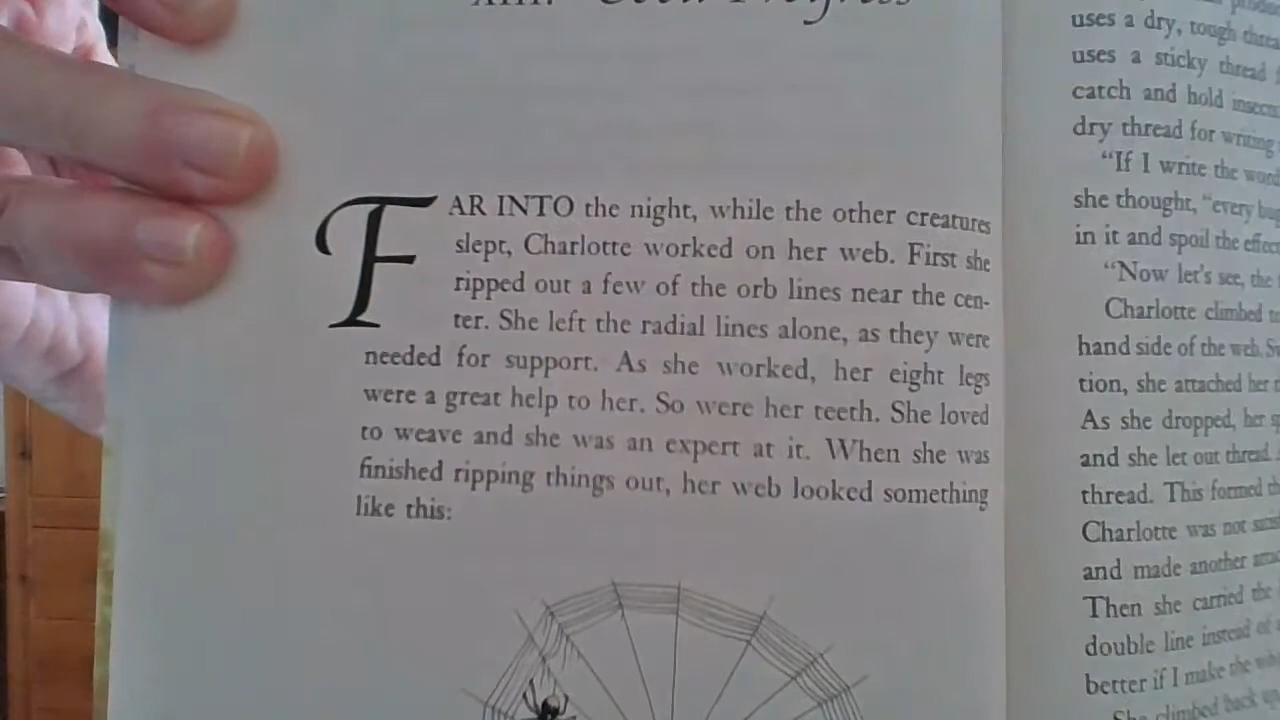 Good Progress
FAR INTO the night, while the other creatures
slept, Charlotte worked on her web. First she
ripped out a few of the orb lines near the cen-
ter. She left the radial lines alone, as they were
needed for support. As she worked, her eight legs
were a great help to her. So were her teeth. She loved
to weave and she was an expert at it. When she was
finished ripping things out, her web looked something
like this:
uses a dry, tough
uses a sticky thread
catch and hold
dry thread for writing
"If I write the
she thought, "every
in it and spoil the
"Now let's see, the
Charlotte climbed
hand side of the web.
tion, she attached her
As she dropped, her
and she let out thread.
thread. This formed
Charlotte was not
and made another
Then she carried the
double line instead of
better if I make the
She climbed back